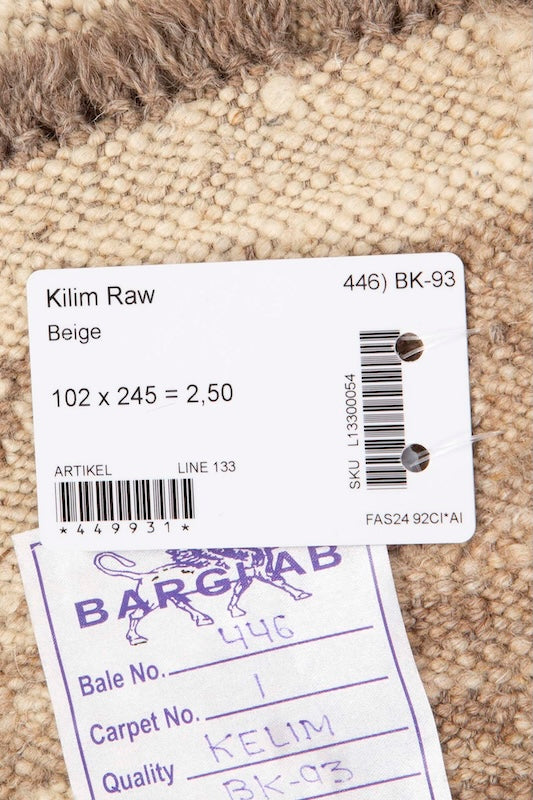 Kilim Raw
446) BK-93
Beige
102 x 245 = 2,50
SKU L13300054
ARTIKEL LINE 133
*449931*
FAS24 92CI*AI
BARGHAB
446
Bale No.
1
Carpet No.
KELIM
Quality
BK-93